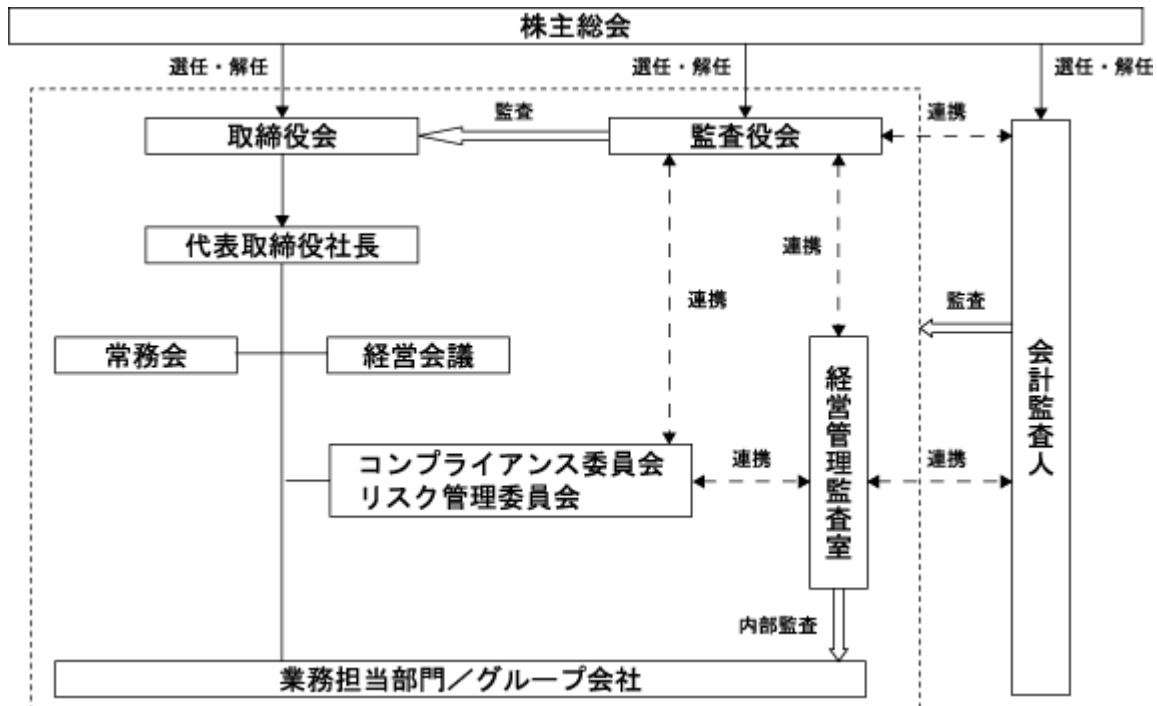 株主総会
選任・解任
選任・解任
選任・解任
取締役会
監査
監査役会
連携
代表取締役社長
連携
連携
監査
常務会
経営会議
経営管理監査室
会計監査人
コンプライアンス委員会
リスク管理委員会
連携
連携
内部監査
業務担当部門／グループ会社